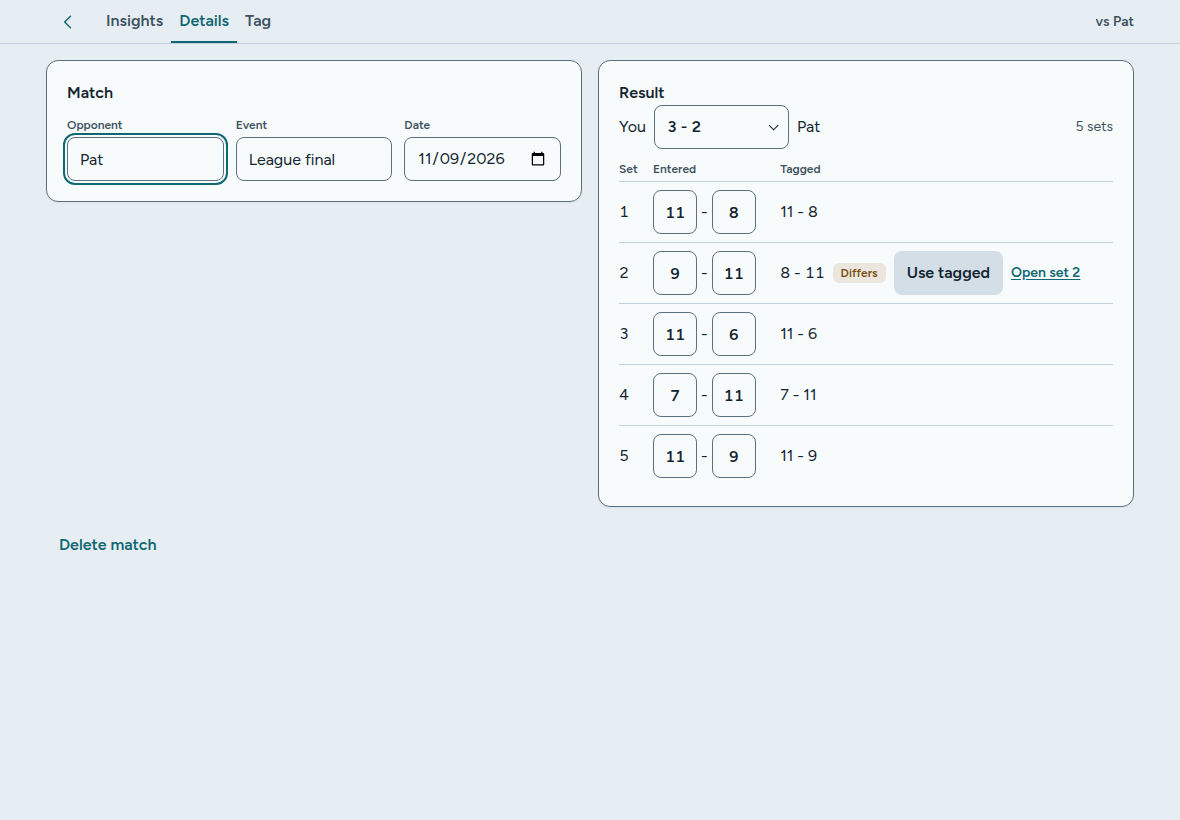 Insights Details Tag vs Pat
Match
Opponent Event Date
Pat League final 11/09/2026
Result
You 3 - 2 Pat 5 sets
Set Entered Tagged
1 11 - 8 11 - 8
2 9 - 11 8 - 11 Differs Use tagged Open set 2
3 11 - 6 11 - 6
4 7 - 11 7 - 11
5 11 - 9 11 - 9
Delete match